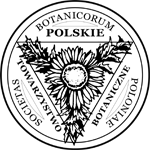 SOCIETAS BOTANICORUM POLONIAE
POLSKIE
TOWARZYSTWO
BOTANICZNE